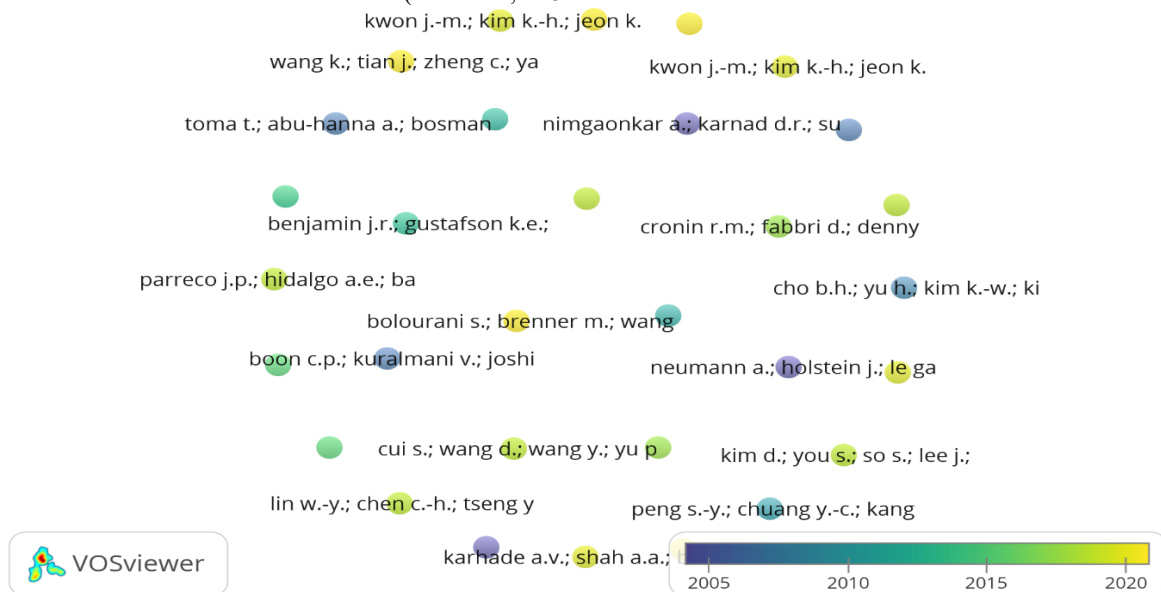 kwon j.-m.; kim k.-h.; jeon k.
wang k.; tian j.; zheng c.; ya
kwon j.-m.; kim k.-h.; jeon k.
toma t.; abu-hanna a.; bosman
nimgaonkar a.; karnad d.r.; su
benjamin j.r.; gustafson k.e.;
cronin r.m.; fabbri d.; denny
parreco j.p.; hidalgo a.e.; ba
cho b.h.; yu h.; kim k.-w.; ki
bolourani s.; brenner m.; wang
boon c.p.; kuralmani v.; joshi
neumann a.; holstein j.; le ga
cui s.; wang d.; wang y.; yu p
kim d.; you s.; so s.; lee j.;
lin w.-y.; chen c.-h.; tseng y
peng s.-y.; chuang y.-c.; kang
karhade a.v.; shah a.a.;
VOSviewer
2005 2010 2015 2020